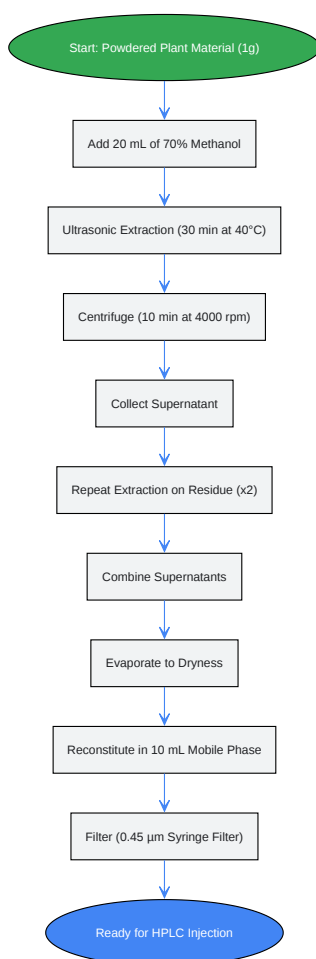 Start: Powdered Plant Material (1g)
Add 20 mL of 70% Methanol
Ultrasonic Extraction (30 min at 40°C)
Centrifuge (10 min at 4000 rpm)
Collect Supernatant
Repeat Extraction on Residue (x2)
Combine Supernatants
Evaporate to Dryness
Reconstitute in 10 mL Mobile Phase
Filter (0.45 µm Syringe Filter)
Ready for HPLC Injection